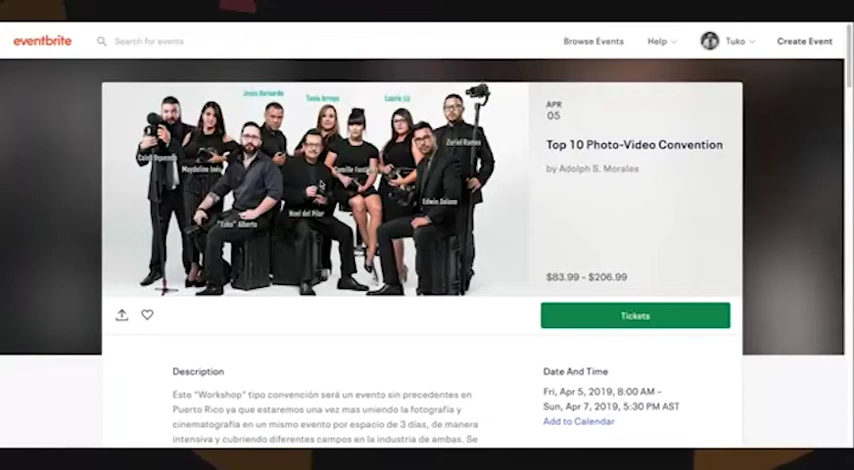 eventbrite
Search for events
Browse Events
Help
Tuko
Create Event
Jesus Bernardo
Tania Arroyo
Laurie Liz
Zuriel Ramos
Maydeline Inés
Edwin Solano
Noel del Pilar
"Tuko" Alberto
APR
05
Top 10 Photo-Video Convention
by Adolph S. Morales
$83.99 - $206.99
Tickets
Description
Este "Workshop" tipo convención será un evento sin precedentes en
Puerto Rico ya que estaremos una vez mas uniendo la fotografía y
cinematografía en un mismo evento por espacio de 3 días, de manera
intensiva y cubriendo diferentes campos en la industria de ambas. Se
Date And Time
Fri, Apr 5, 2019, 8:00 AM –
Sun, Apr 7, 2019, 5:30 PM AST
Add to Calendar